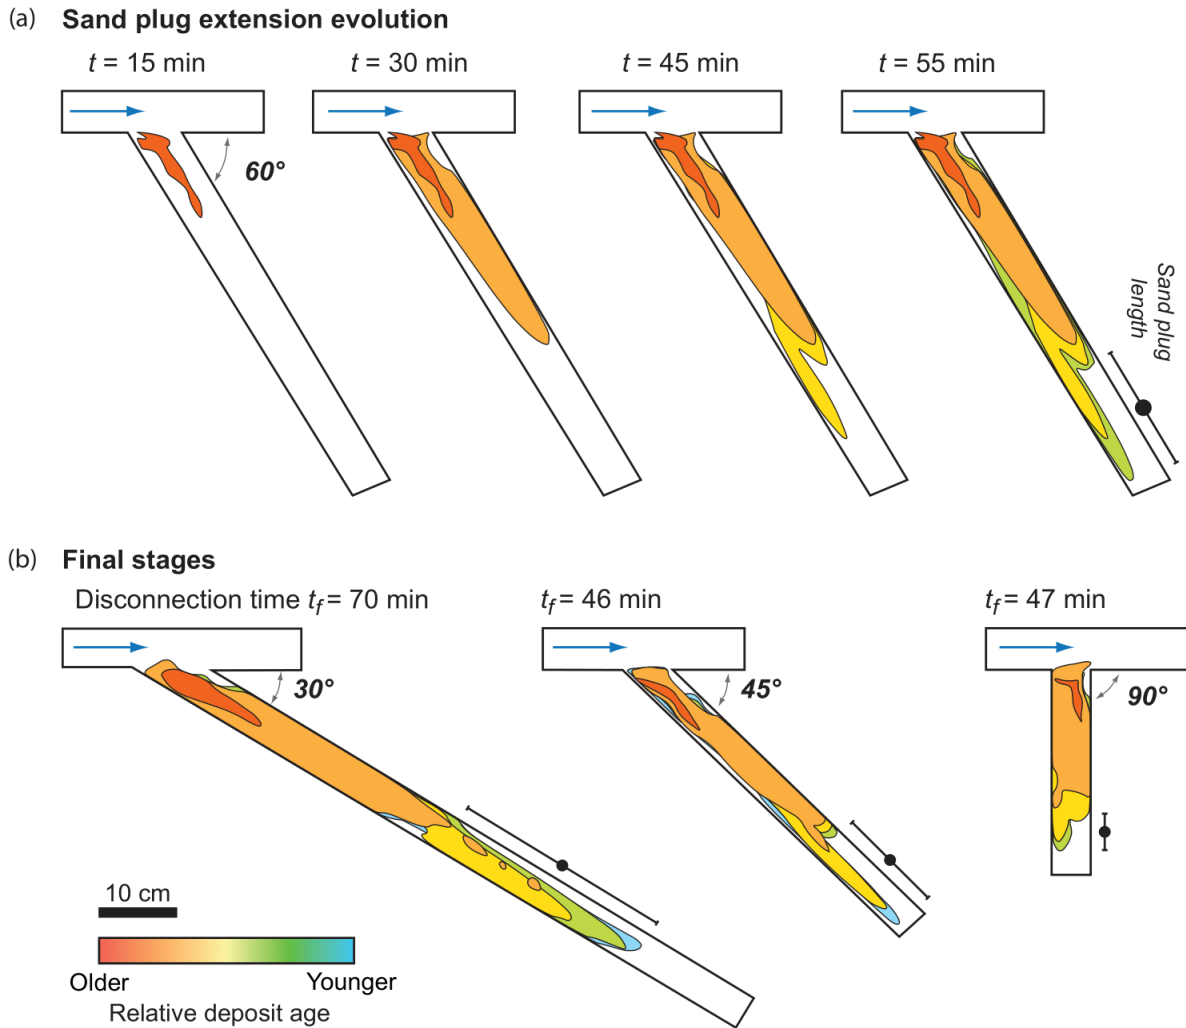 (a) Sand plug extension evolution
t = 15 min
t = 30 min
t = 45 min
t = 55 min
60°
Sand plug
length
(b) Final stages
Disconnection time tf = 70 min
tf = 46 min
tf = 47 min
30°
45°
90°
10 cm
Older
Younger
Relative deposit age